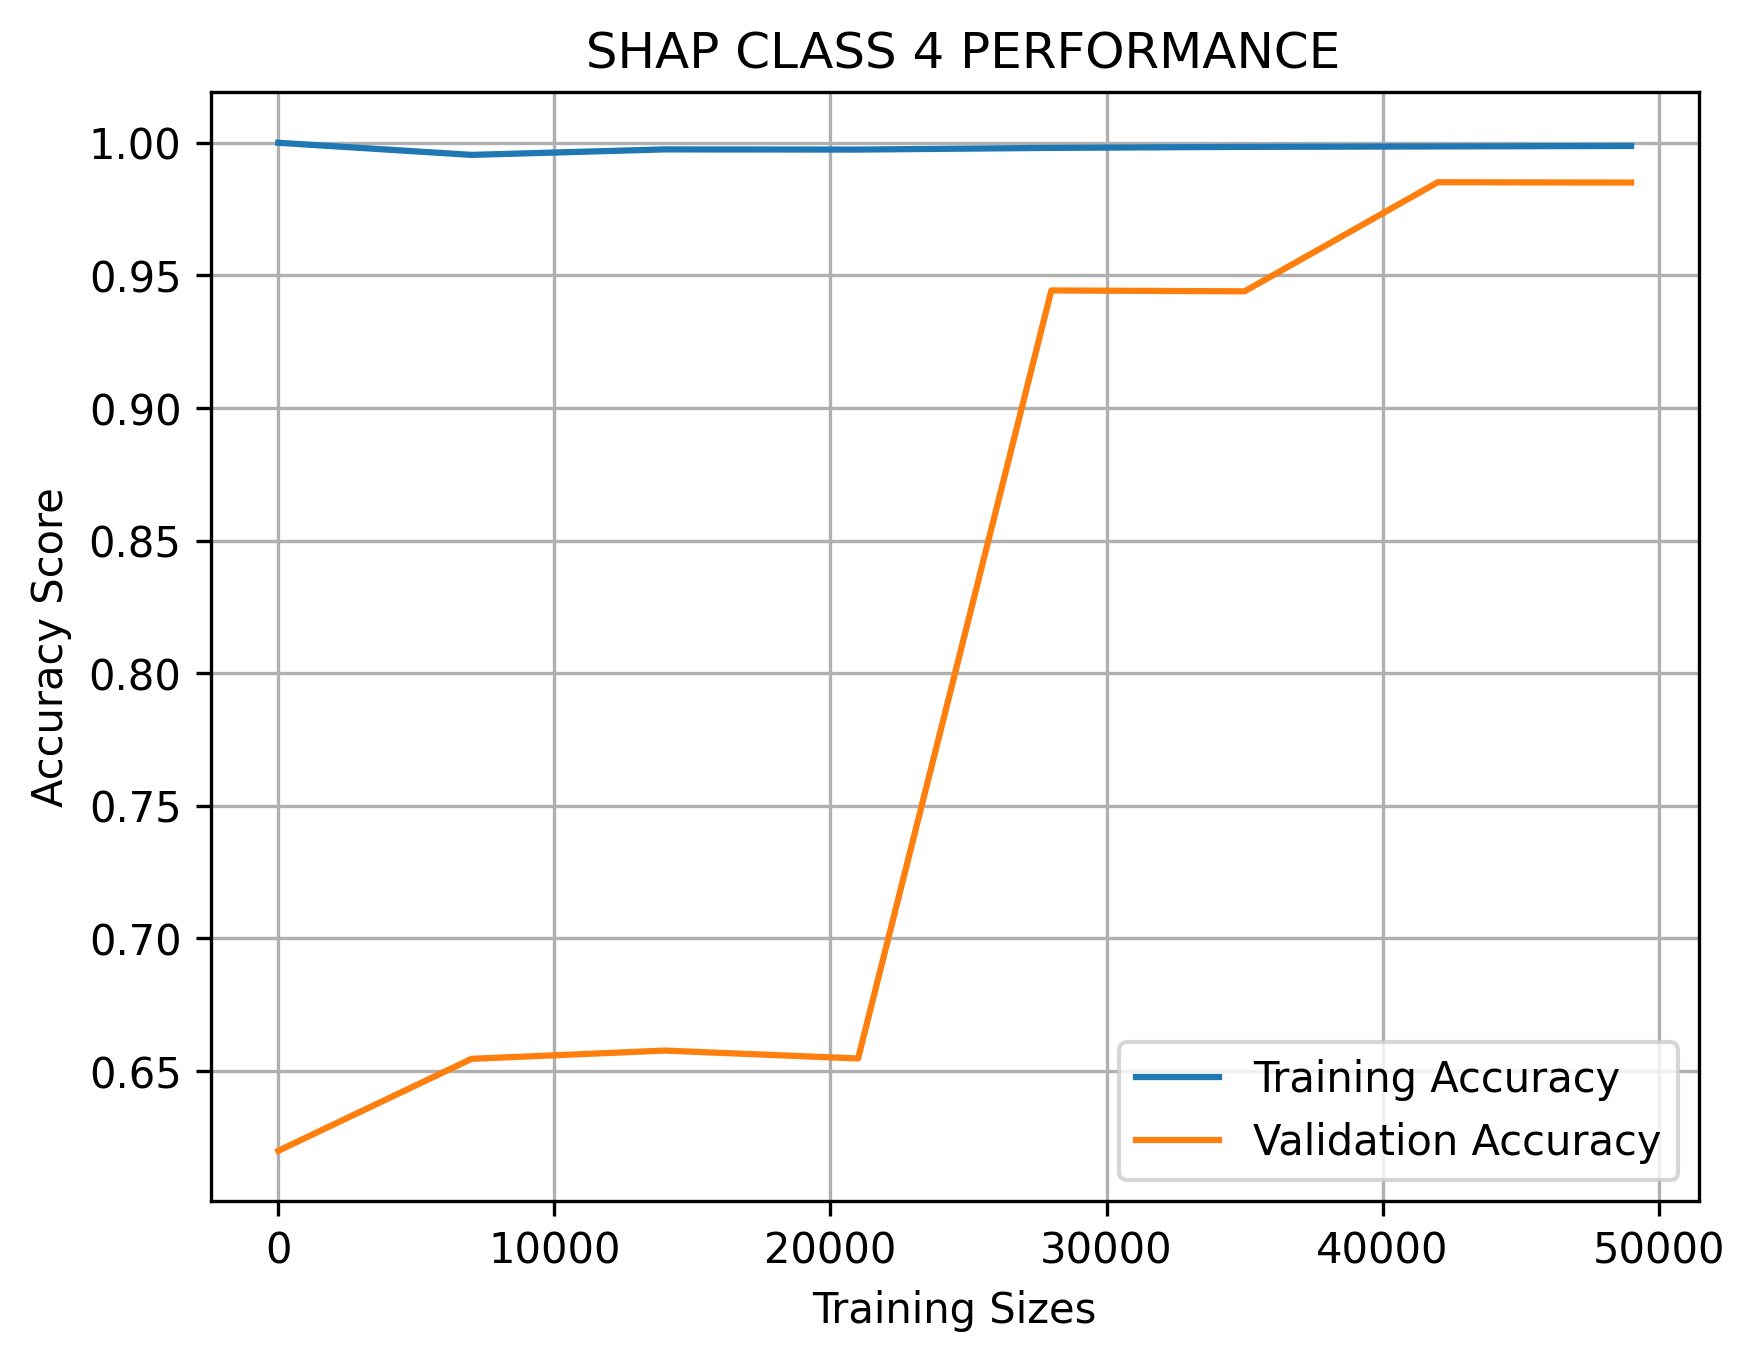 SHAP CLASS 4 PERFORMANCE
1.00
0.95
0.90
0.85
0.80
0.75
0.70
0.65
Accuracy Score
Training Accuracy
Validation Accuracy
0 10000 20000 30000 40000 50000
Training Sizes